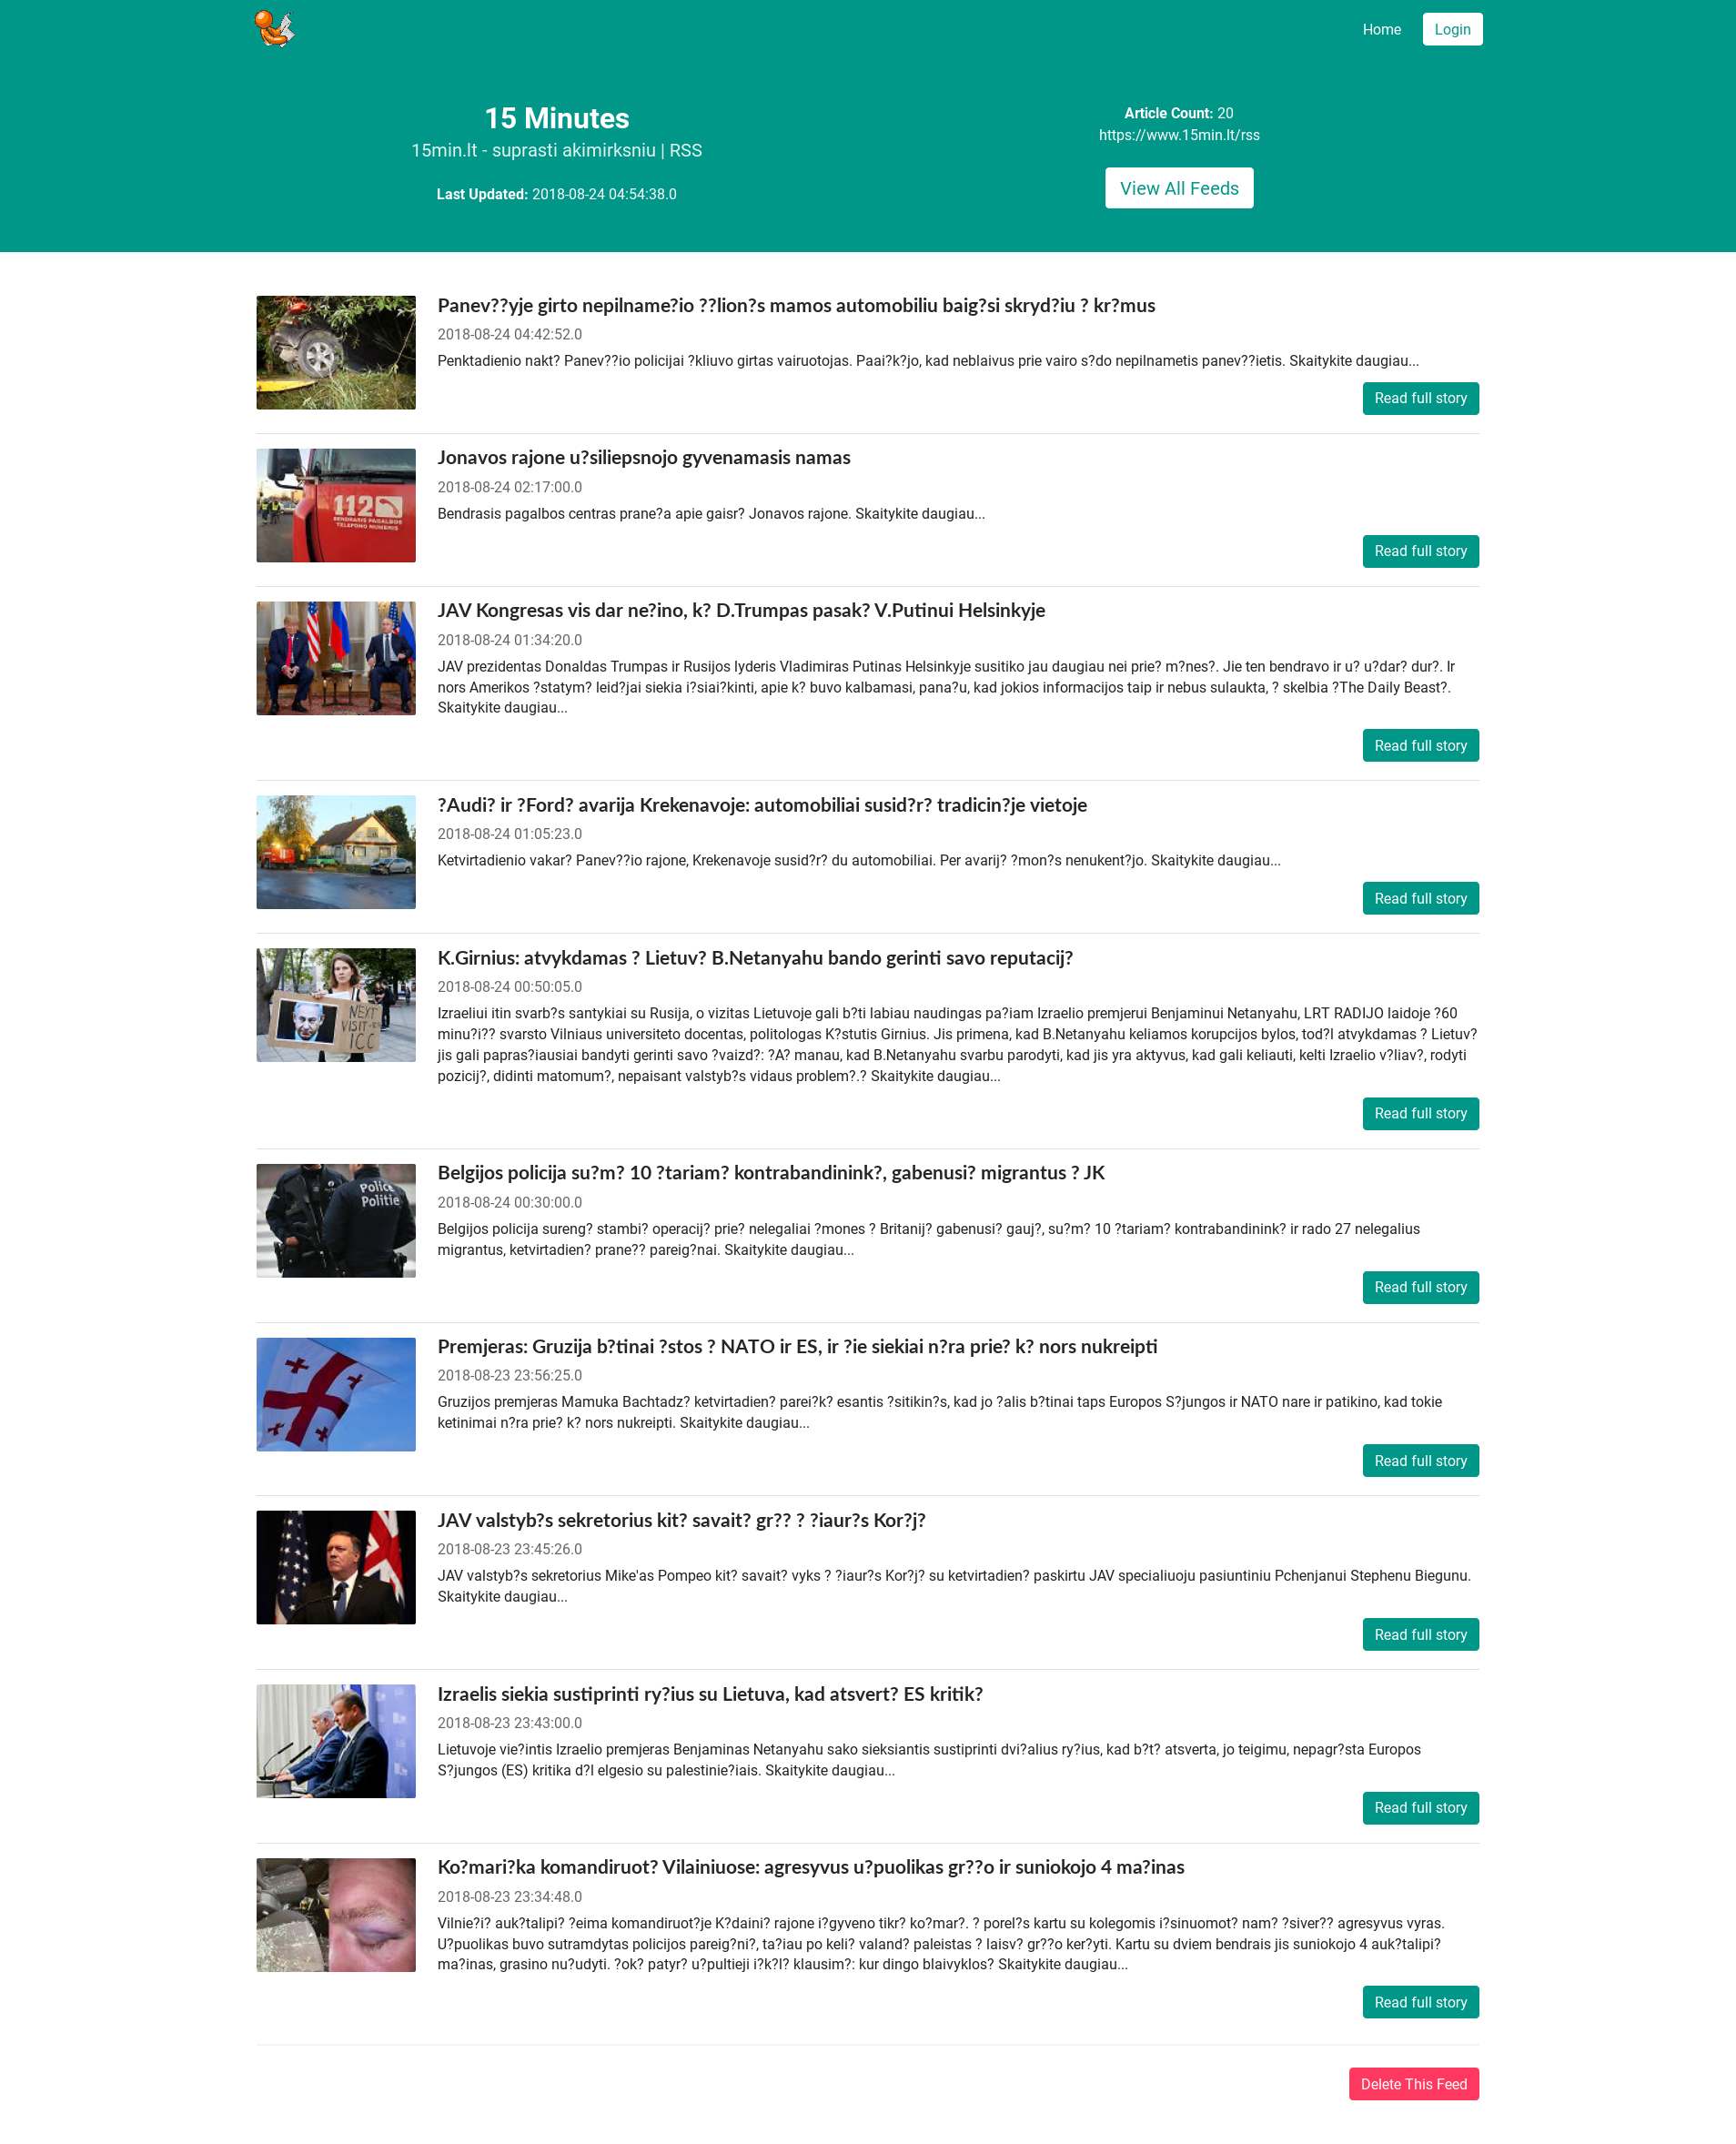 Home
Login
15 Minutes
15min.lt - suprasti akimirksniu | RSS
Last Updated: 2018-08-24 04:54:38.0
Article Count: 20
https://www.15min.lt/rss
View All Feeds
Panev??yje girto nepilname?io ??lion?s mamos automobiliu baig?si skryd?iu ? kr?mus
2018-08-24 04:42:52.0
Penktadienio nakt? Panev??io policijai ?kliuvo girtas vairuotojas. Paai?k?jo, kad neblaivus prie vairo s?do nepilnametis panev??ietis. Skaitykite daugiau...
Read full story
112
BENDRASIS PAGALBOS
TELEFONO NUMERIS
Jonavos rajone u?siliepsnojo gyvenamasis namas
2018-08-24 02:17:00.0
Bendrasis pagalbos centras prane?a apie gaisr? Jonavos rajone. Skaitykite daugiau...
Read full story
JAV Kongresas vis dar ne?ino, k? D.Trumpas pasak? V.Putinui Helsinkyje
2018-08-24 01:34:20.0
JAV prezidentas Donaldas Trumpas ir Rusijos lyderis Vladimiras Putinas Helsinkyje susitiko jau daugiau nei prie? m?nes?. Jie ten bendravo ir u? u?dar? dur?. Ir
nors Amerikos ?statym? leid?jai siekia i?siai?kinti, apie k? buvo kalbamasi, pana?u, kad jokios informacijos taip ir nebus sulaukta, ? skelbia ?The Daily Beast?.
Skaitykite daugiau...
Read full story
?Audi? ir ?Ford? avarija Krekenavoje: automobiliai susid?r? tradicin?je vietoje
2018-08-24 01:05:23.0
Ketvirtadienio vakar? Panev??io rajone, Krekenavoje susid?r? du automobiliai. Per avarij? ?mon?s nenukent?jo. Skaitykite daugiau...
Read full story
NEXT
VISIT
ICC
K.Girnius: atvykdamas ? Lietuv? B.Netanyahu bando gerinti savo reputacij?
2018-08-24 00:50:05.0
Izraeliui itin svarb?s santykiai su Rusija, o vizitas Lietuvoje gali b?ti labiau naudingas pa?iam Izraelio premjerui Benjaminui Netanyahu, LRT RADIJO laidoje ?60
minu?i?? svarsto Vilniaus universiteto docentas, politologas K?stutis Girnius. Jis primena, kad B.Netanyahu keliamos korupcijos bylos, tod?l atvykdamas ? Lietuv?
jis gali papras?iausiai bandyti gerinti savo ?vaizd?: ?A? manau, kad B.Netanyahu svarbu parodyti, kad jis yra aktyvus, kad gali keliauti, kelti Izraelio v?liav?, rodyti
pozicij?, didinti matomum?, nepaisant valstyb?s vidaus problem?.? Skaitykite daugiau...
Read full story
Police
Politie
Belgijos policija su?m? 10 ?tariam? kontrabandinink?, gabenusi? migrantus ? JK
2018-08-24 00:30:00.0
Belgijos policija sureng? stambi? operacij? prie? nelegaliai ?mones ? Britanij? gabenusi? gauj?, su?m? 10 ?tariam? kontrabandinink? ir rado 27 nelegalius
migrantus, ketvirtadien? prane?? pareig?nai. Skaitykite daugiau...
Read full story
Premjeras: Gruzija b?tinai ?stos ? NATO ir ES, ir ?ie siekiai n?ra prie? k? nors nukreipti
2018-08-23 23:56:25.0
Gruzijos premjeras Mamuka Bachtadz? ketvirtadien? parei?k? esantis ?sitikin?s, kad jo ?alis b?tinai taps Europos S?jungos ir NATO nare ir patikino, kad tokie
ketinimai n?ra prie? k? nors nukreipti. Skaitykite daugiau...
Read full story
JAV valstyb?s sekretorius kit? savait? gr?? ? ?iaur?s Kor?j?
2018-08-23 23:45:26.0
JAV valstyb?s sekretorius Mike'as Pompeo kit? savait? vyks ? ?iaur?s Kor?j? su ketvirtadien? paskirtu JAV specialiuoju pasiuntiniu Pchenjanui Stephenu Biegunu.
Skaitykite daugiau...
Read full story
Izraelis siekia sustiprinti ry?ius su Lietuva, kad atsvert? ES kritik?
2018-08-23 23:43:00.0
Lietuvoje vie?intis Izraelio premjeras Benjaminas Netanyahu sako sieksiantis sustiprinti dvi?alius ry?ius, kad b?t? atsverta, jo teigimu, nepagr?sta Europos
S?jungos (ES) kritika d?l elgesio su palestinie?iais. Skaitykite daugiau...
Read full story
Ko?mari?ka komandiruot? Vilainiuose: agresyvus u?puolikas gr??o ir suniokojo 4 ma?inas
2018-08-23 23:34:48.0
Vilnie?i? auk?talipi? ?eima komandiruot?je K?daini? rajone i?gyveno tikr? ko?mar?. ? porel?s kartu su kolegomis i?sinuomot? nam? ?siver?? agresyvus vyras.
U?puolikas buvo sutramdytas policijos pareig?ni?, ta?iau po keli? valand? paleistas ? laisv? gr??o ker?yti. Kartu su dviem bendrais jis suniokojo 4 auk?talipi?
ma?inas, grasino nu?udyti. ?ok? patyr? u?pultieji i?k?l? klausim?: kur dingo blaivyklos? Skaitykite daugiau...
Read full story
Delete This Feed